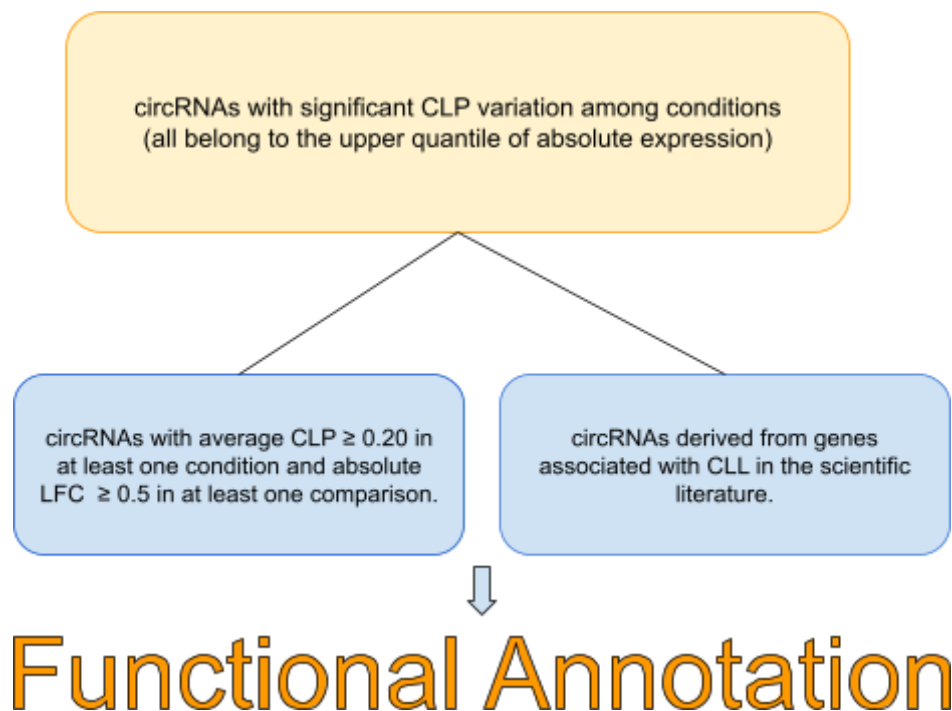 circRNAs with significant CLP variation among conditions
(all belong to the upper quantile of absolute expression)
circRNAs with average CLP ≥ 0.20 in
at least one condition and absolute
LFC ≥ 0.5 in at least one comparison.
circRNAs derived from genes
associated with CLL in the scientific
literature.
Functional Annotation